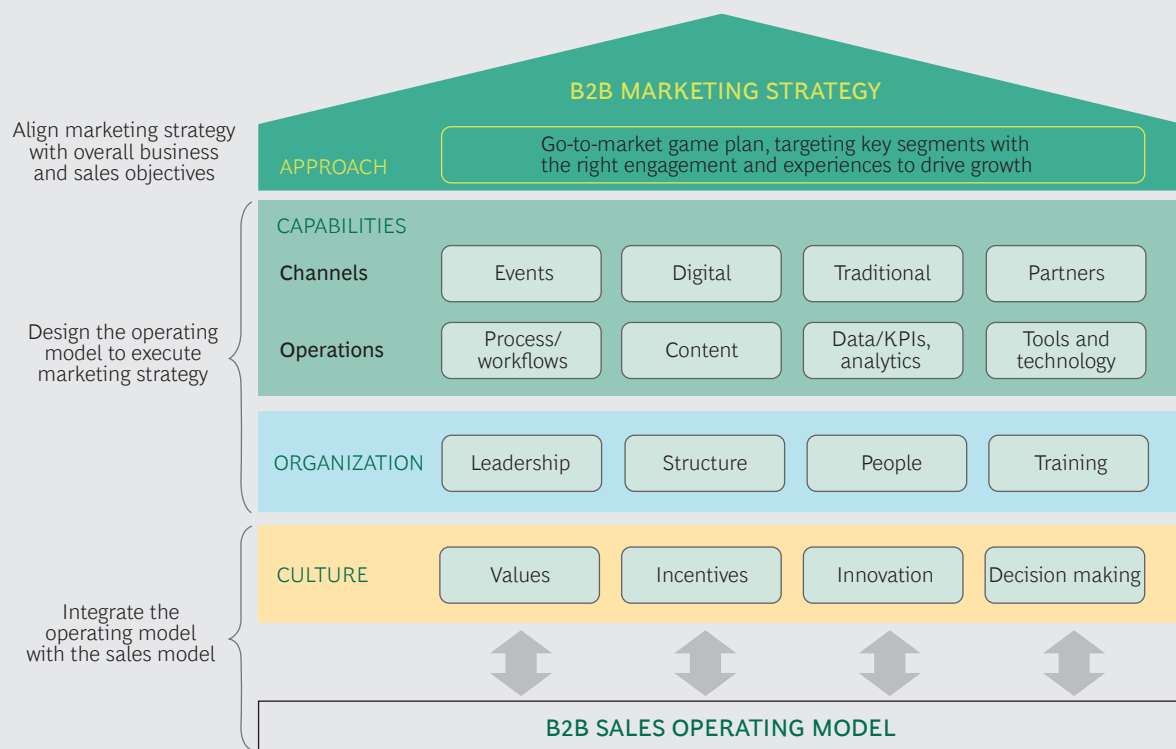 B2B MARKETING STRATEGY
Align marketing strategy
with overall business
and sales objectives
APPROACH
Go-to-market game plan, targeting key segments with
the right engagement and experiences to drive growth
Design the operating
model to execute
marketing strategy
CAPABILITIES
Channels
Events
Digital
Traditional
Partners
Operations
Process/
workflows
Content
Data/KPIs,
analytics
Tools and
technology
ORGANIZATION
Leadership
Structure
People
Training
Integrate the
operating model
with the sales model
CULTURE
Values
Incentives
Innovation
Decision making
B2B SALES OPERATING MODEL